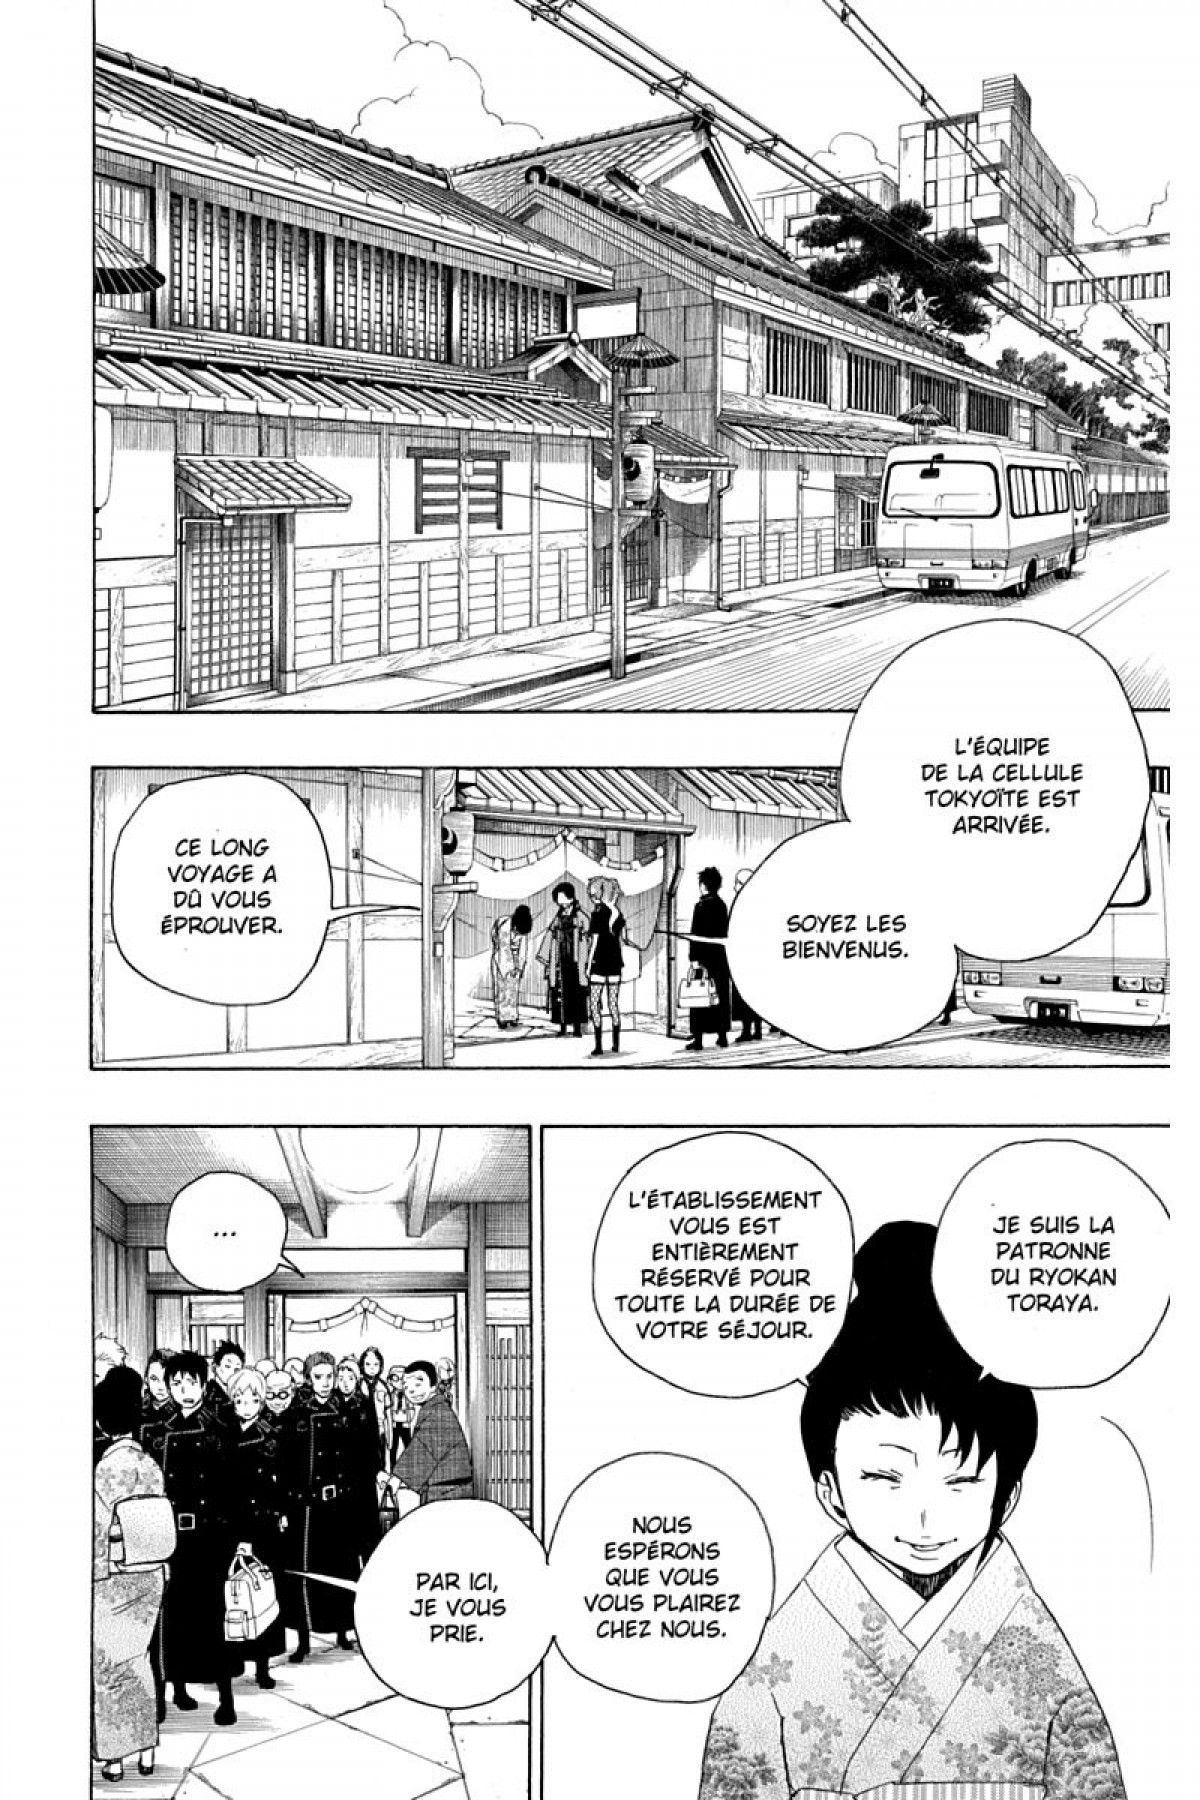 L'ÉQUIPE
DE LA CELLULE
TOKYOÏTE EST
ARRIVÉE.
SOYEZ LES
BIENVENUS.
CE LONG
VOYAGE A
DÛ VOUS
ÉPROUVER.
JE SUIS LA
PATRONNE
DU RYOKAN
TORAYA.
L'ÉTABLISSEMENT
VOUS EST
ENTIÈREMENT
RÉSERVÉ POUR
TOUTE LA DURÉE DE
VOTRE SÉJOUR.
NOUS
ESPÉRONS
QUE VOUS
VOUS PLAIREZ
CHEZ NOUS.
...
PAR ICI,
JE VOUS
PRIE.